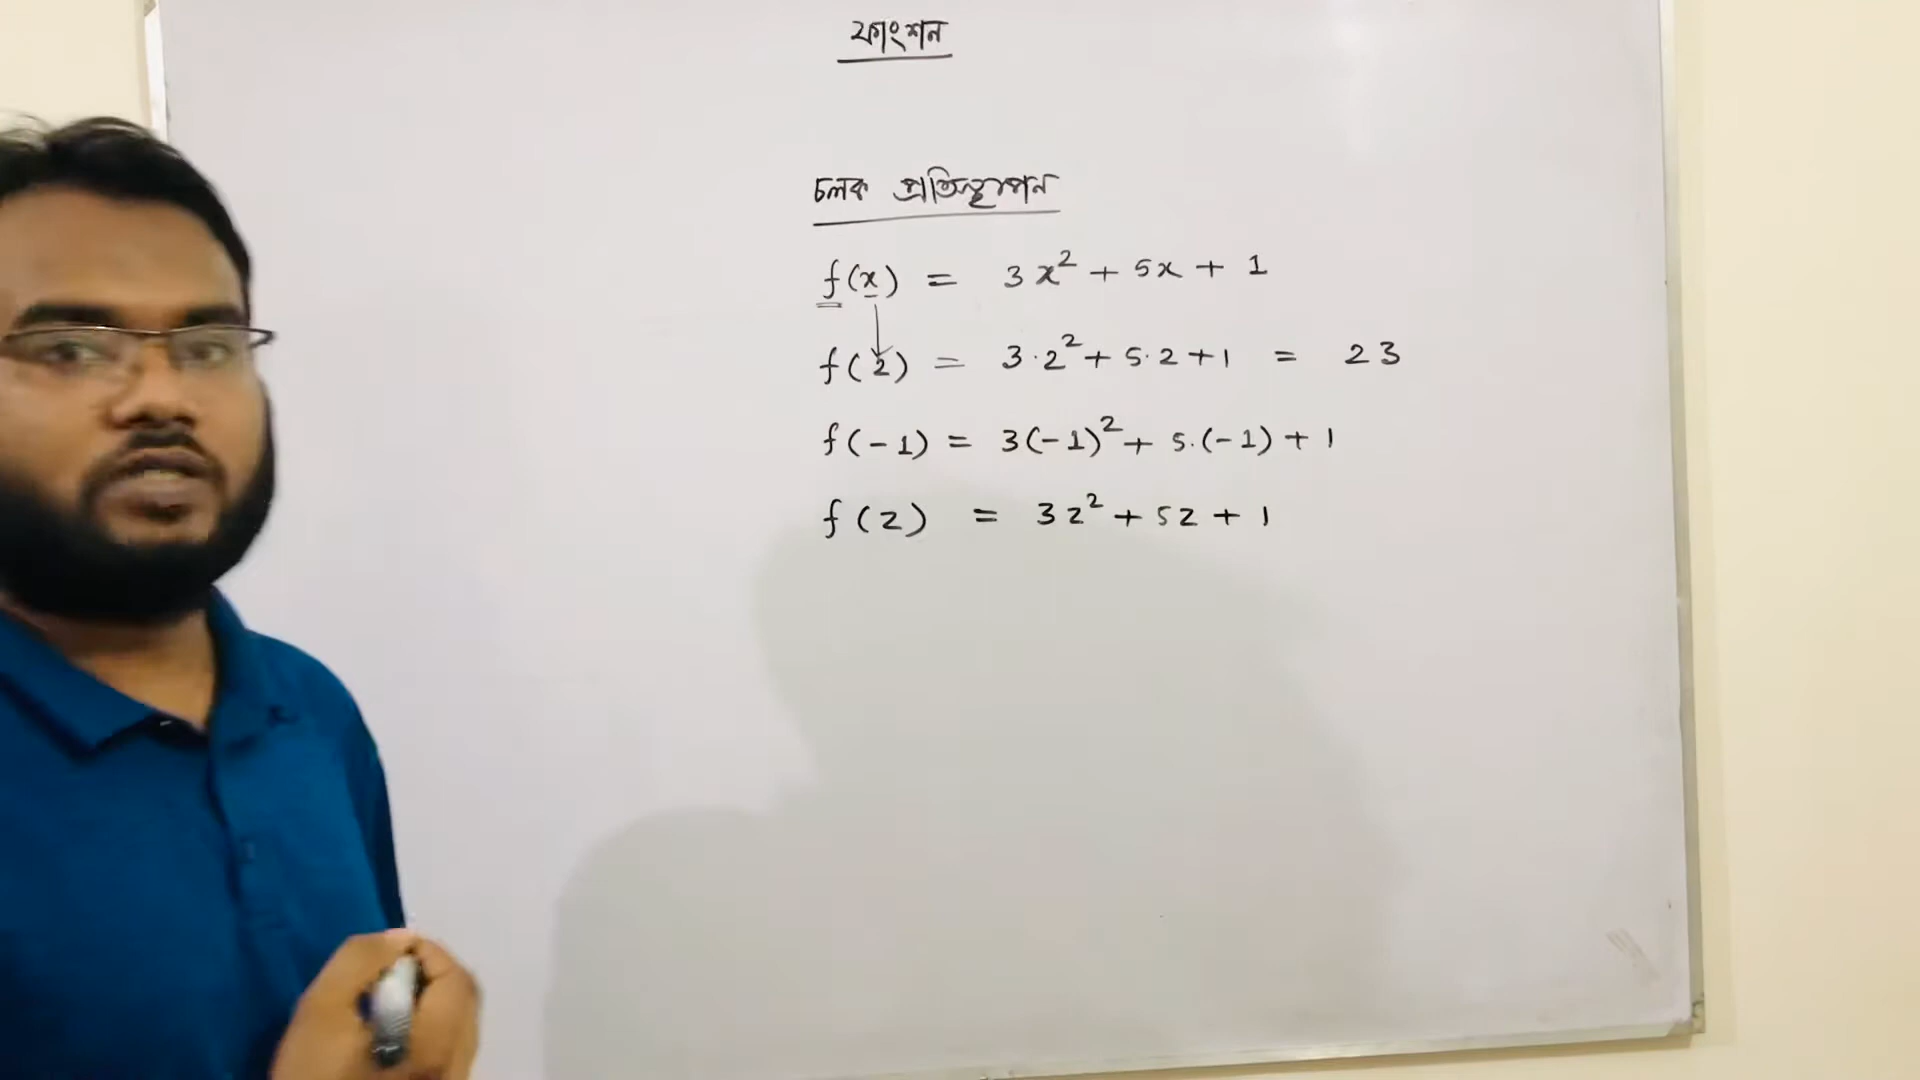 ফাংশন
চলক প্রতিস্থাপন
f(x) = 3x² + 5x + 1
f(2) = 3·2² + 5·2 + 1 = 23
f(-1) = 3(-1)² + 5·(-1) + 1
f(z) = 3z² + 5z + 1